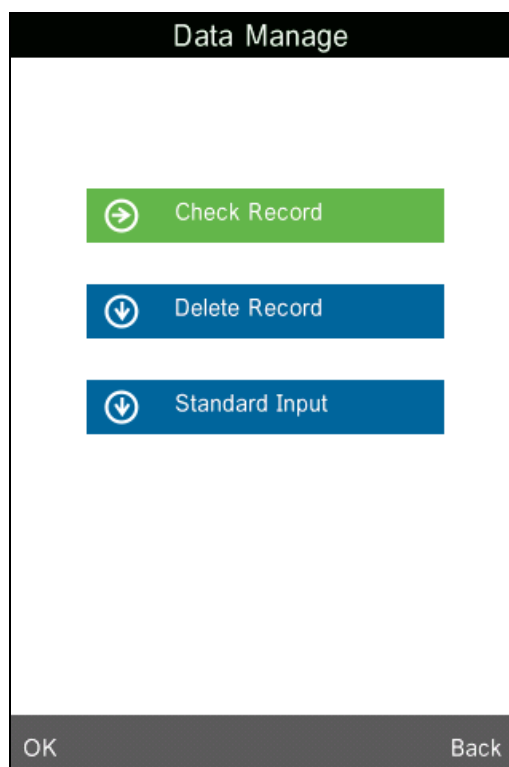 Data Manage
Check Record
Delete Record
Standard Input
OK Back